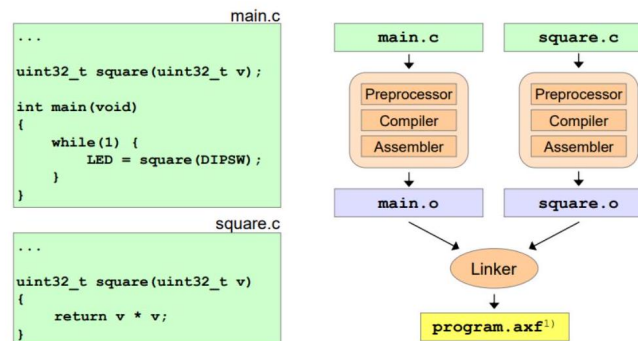 main.c
...
uint32_t square(uint32_t v);
int main(void)
{
while(1) {
LED = square(DIPSW);
}
}
square.c
...
uint32_t square(uint32_t v)
{
return v * v;
}
main.c
square.c
Preprocessor
Compiler
Assembler
Preprocessor
Compiler
Assembler
main.o
square.o
Linker
program.axf1)